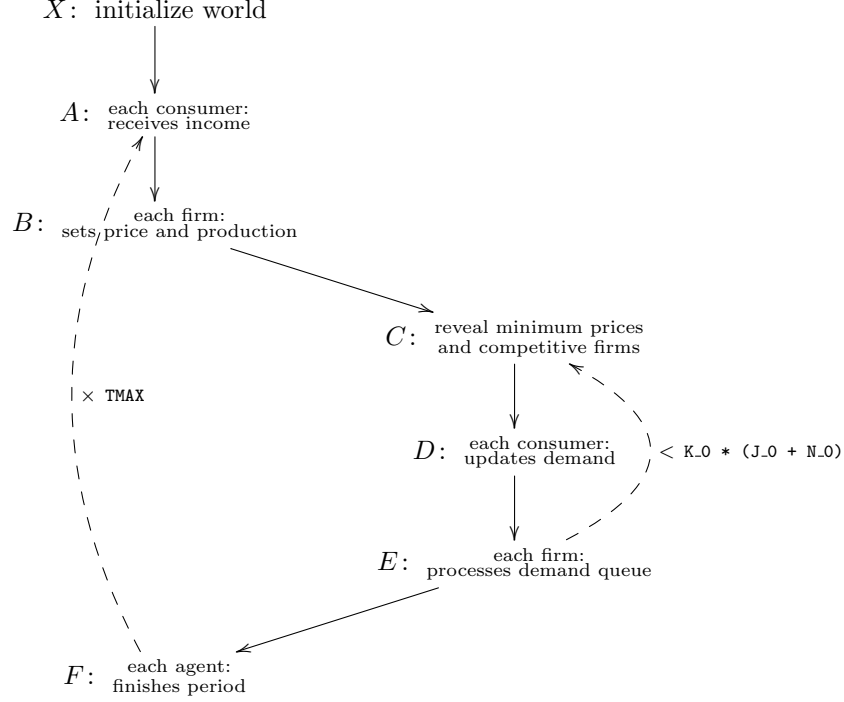 X: initialize world
A: each consumer:
receives income
B: each firm:
sets price and production
C: reveal minimum prices
and competitive firms
× TMAX
D: each consumer:
updates demand
< K_0 * (J_0 + N_0)
E: each firm:
processes demand queue
F: each agent:
finishes period